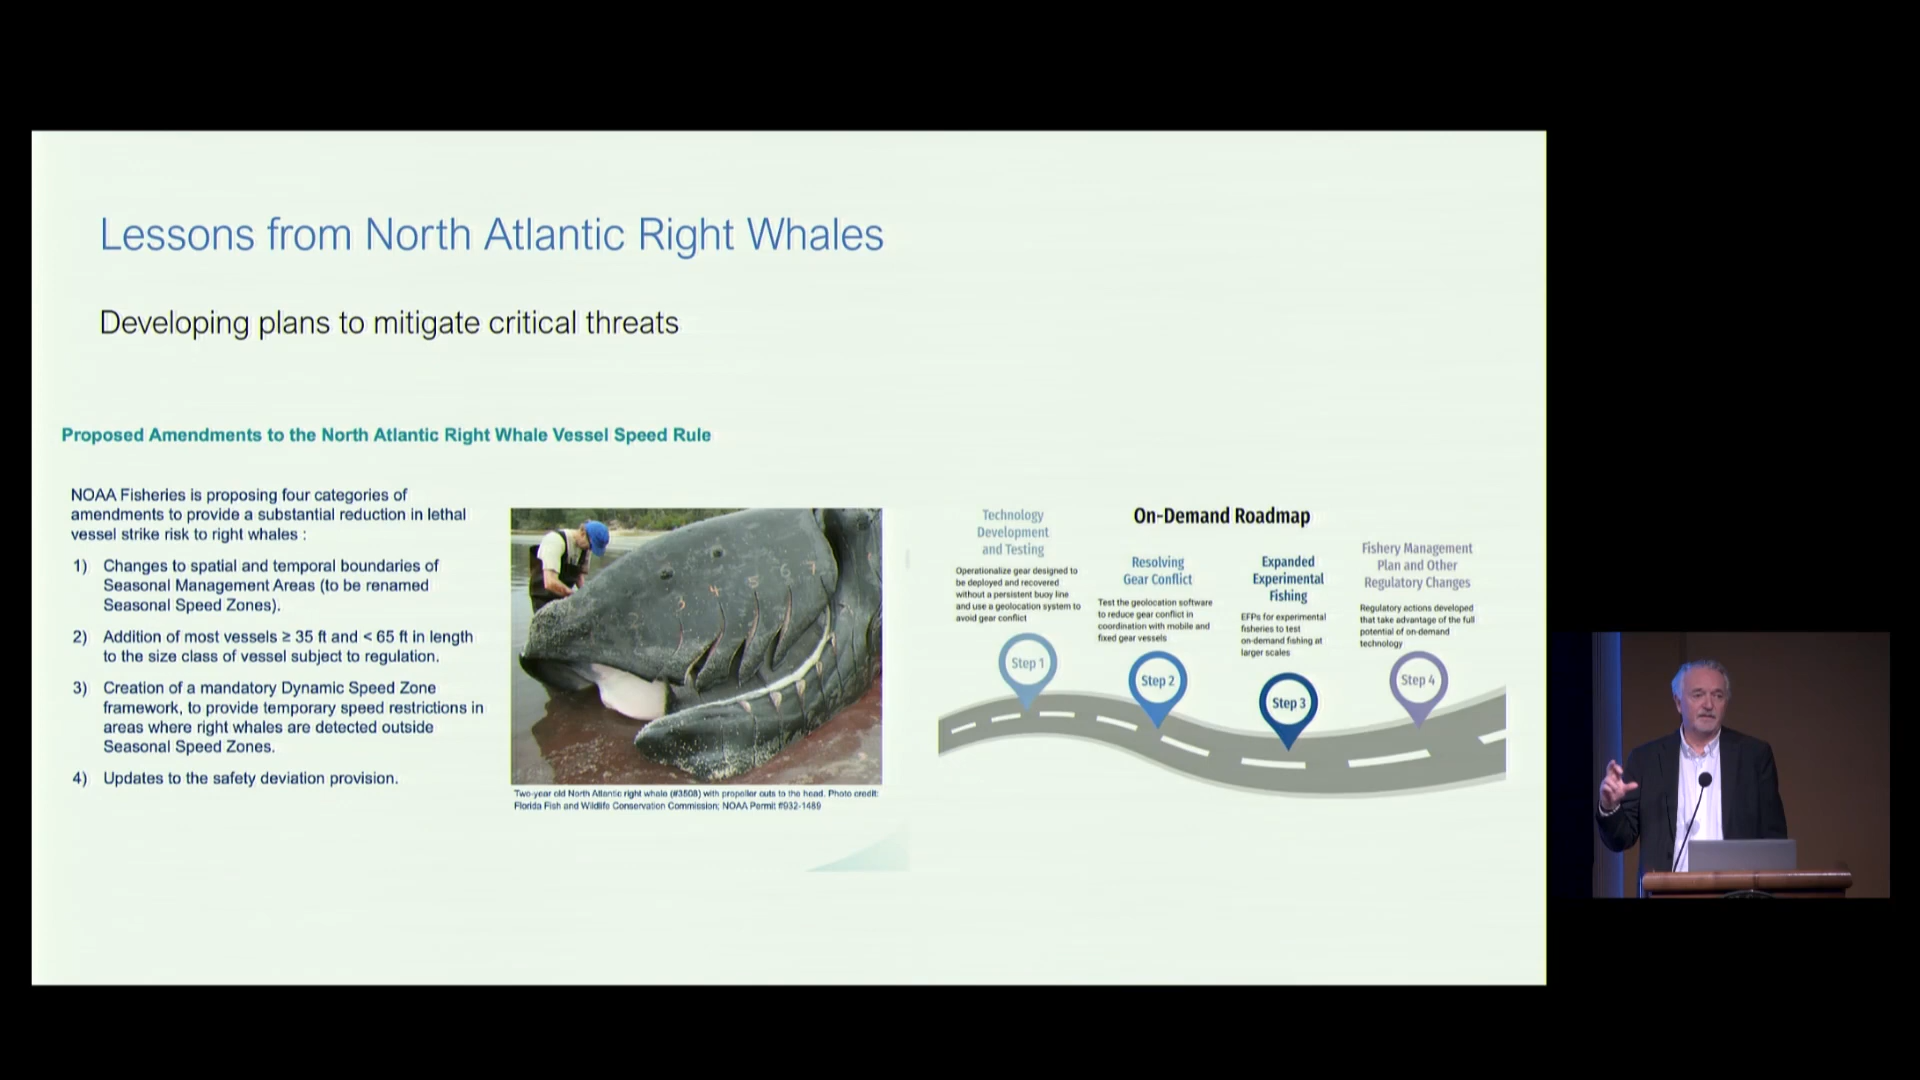 Lessons from North Atlantic Right Whales
Developing plans to mitigate critical threats
Proposed Amendments to the North Atlantic Right Whale Vessel Speed Rule
NOAA Fisheries is proposing four categories of
amendments to provide a substantial reduction in lethal
vessel strike risk to right whales :
1) Changes to spatial and temporal boundaries of
Seasonal Management Areas (to be renamed
Seasonal Speed Zones).
2) Addition of most vessels ≥ 35 ft and < 65 ft in length
to the size class of vessel subject to regulation.
3) Creation of a mandatory Dynamic Speed Zone
framework, to provide temporary speed restrictions in
areas where right whales are detected outside
Seasonal Speed Zones.
4) Updates to the safety deviation provision.
2 3 4 5 6 7
Two-year old North Atlantic right whale (#3508) with propeller cuts to the head. Photo credit:
Florida Fish and Wildlife Conservation Commission; NOAA Permit #932-1489
On-Demand Roadmap
Technology
Development
and Testing
Operationalize gear designed to
be deployed and recovered
without a persistent buoy line
and use a geolocation system to
avoid gear conflict
Step 1
Resolving
Gear Conflict
Test the geolocation software
to reduce gear conflict in
coordination with mobile and
fixed gear vessels
Step 2
Expanded
Experimental
Fishing
EFPs for experimental
fisheries to test
on-demand fishing at
larger scales
Step 3
Fishery Management
Plan and Other
Regulatory Changes
Regulatory actions developed
that take advantage of the full
potential of on-demand
technology
Step 4